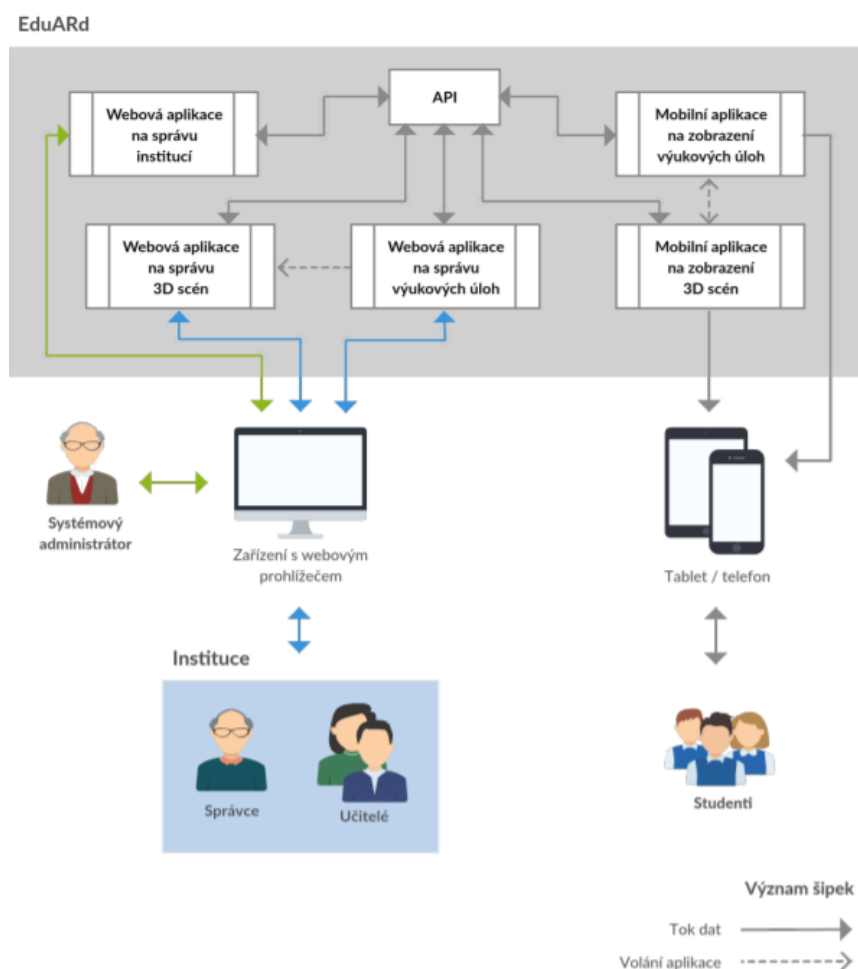 EduARd
API
Webová aplikace
na správu
institucí
Mobilní aplikace
na zobrazení
výukových úloh
Webová aplikace
na správu
3D scén
Webová aplikace
na správu
výukových úloh
Mobilní aplikace
na zobrazení
3D scén
Systémový
administrátor
Zařízení s webovým
prohlížečem
Tablet / telefon
Instituce
Správce
Učitelé
Studenti
Význam šipek
Tok dat
Volání aplikace